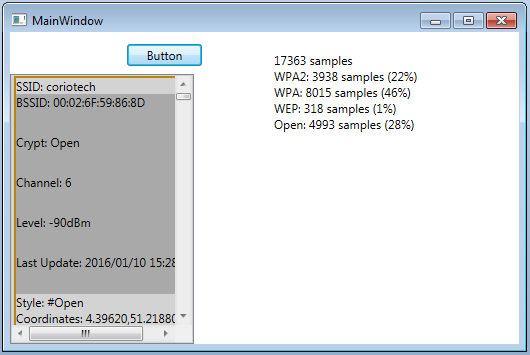 MainWindow
Button
SSID: coriotech
BSSID: 00:02:6F:59:86:8D
Crypt: Open
Channel: 6
Level: -90dBm
Last Update: 2016/01/10 15:28
Style: #Open
Coordinates: 4.39620,51.21880
17363 samples
WPA2: 3938 samples (22%)
WPA: 8015 samples (46%)
WEP: 318 samples (1%)
Open: 4993 samples (28%)